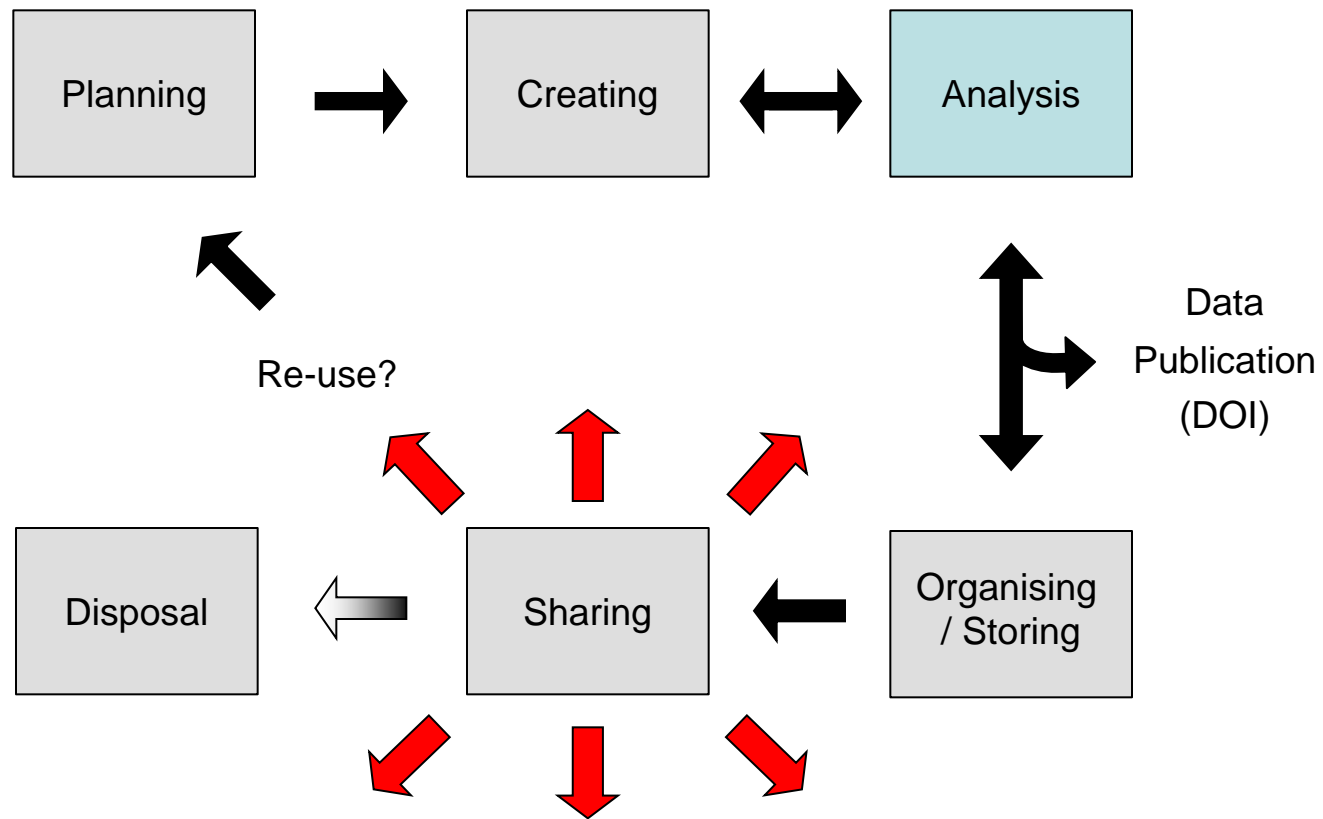 Planning
Creating
Analysis
Data
Publication
(DOI)
Re-use?
Disposal
Sharing
Organising
/ Storing